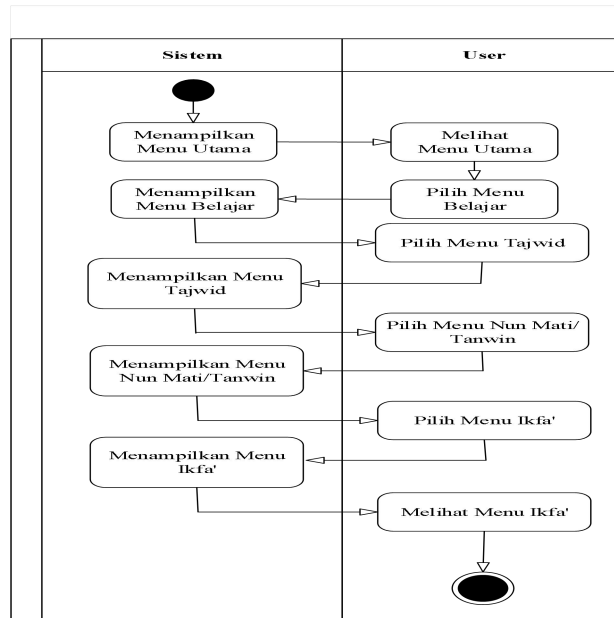 Sistem
User
Menampilkan
Menu Utama
Melihat
Menu Utama
Pilih Menu
Belajar
Menampilkan
Menu Belajar
Pilih Menu Tajwid
Menampilkan Menu
Tajwid
Pilih Menu Nun Mati/
Tanwin
Menampilkan Menu
Nun Mati/Tanwin
Pilih Menu Ikfa'
Menampilkan Menu
Ikfa'
Melihat Menu Ikfa'